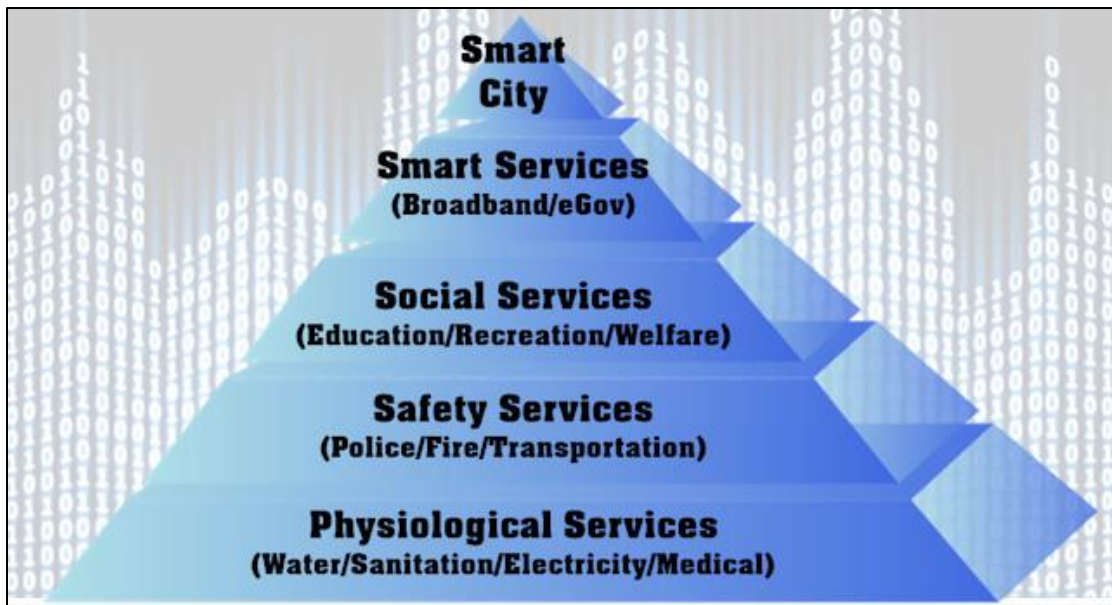 Smart
City
Smart Services
(Broadband/eGov)
Social Services
(Education/Recreation/Welfare)
Safety Services
(Police/Fire/Transportation)
Physiological Services
(Water/Sanitation/Electricity/Medical)